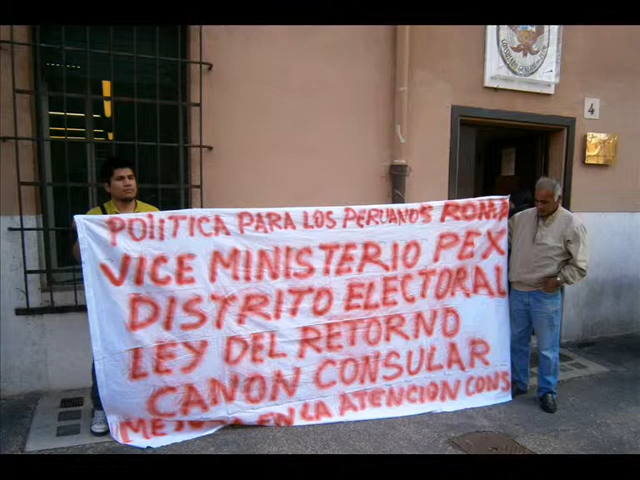 4
POLITICA PARA LOS PERUANOS ROMA
VICE MINISTERIO PEX
DISTRITO ELECTORAL
LEY DEL RETORNO
CANON CONSULAR
EN LA ATENCION CONS